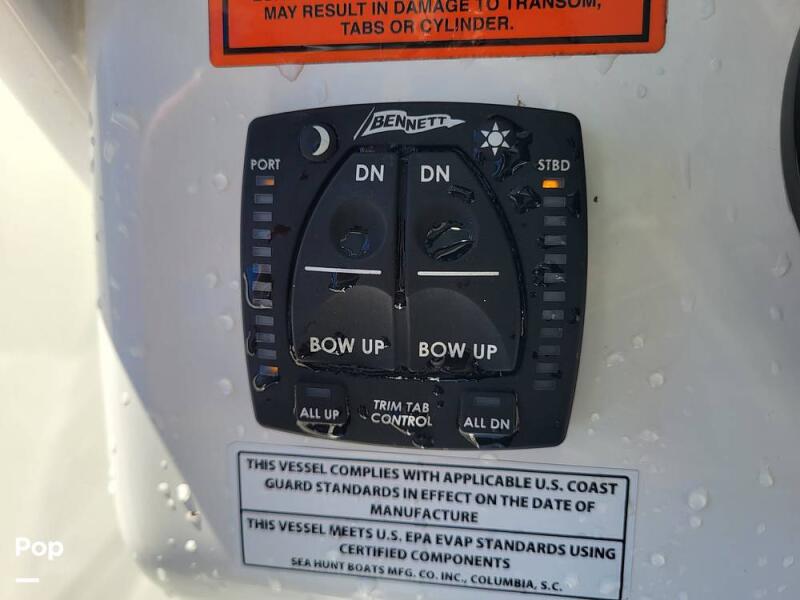 MAY RESULT IN DAMAGE TO TRANSOM,
TABS OR CYLINDER.
BENNETT
PORT
STBD
DN
DN
BOW UP
BOW UP
ALL UP
TRIM TAB
CONTROL
ALL DN
THIS VESSEL COMPLIES WITH APPLICABLE U.S. COAST
GUARD STANDARDS IN EFFECT ON THE DATE OF
MANUFACTURE
THIS VESSEL MEETS U.S. EPA EVAP STANDARDS USING
CERTIFIED COMPONENTS
SEA HUNT BOATS MFG. CO. INC., COLUMBIA, S.C.
Pop